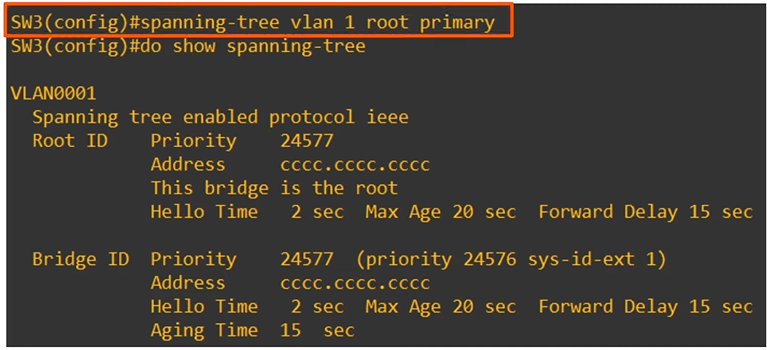 SW3(config)#spanning-tree vlan 1 root primary
SW3(config)#do show spanning-tree
VLAN0001
Spanning tree enabled protocol ieee
Root ID Priority 24577
Address cccc.cccc.cccc
This bridge is the root
Hello Time 2 sec Max Age 20 sec Forward Delay 15 sec
Bridge ID Priority 24577 (priority 24576 sys-id-ext 1)
Address cccc.cccc.cccc
Hello Time 2 sec Max Age 20 sec Forward Delay 15 sec
Aging Time 15 sec